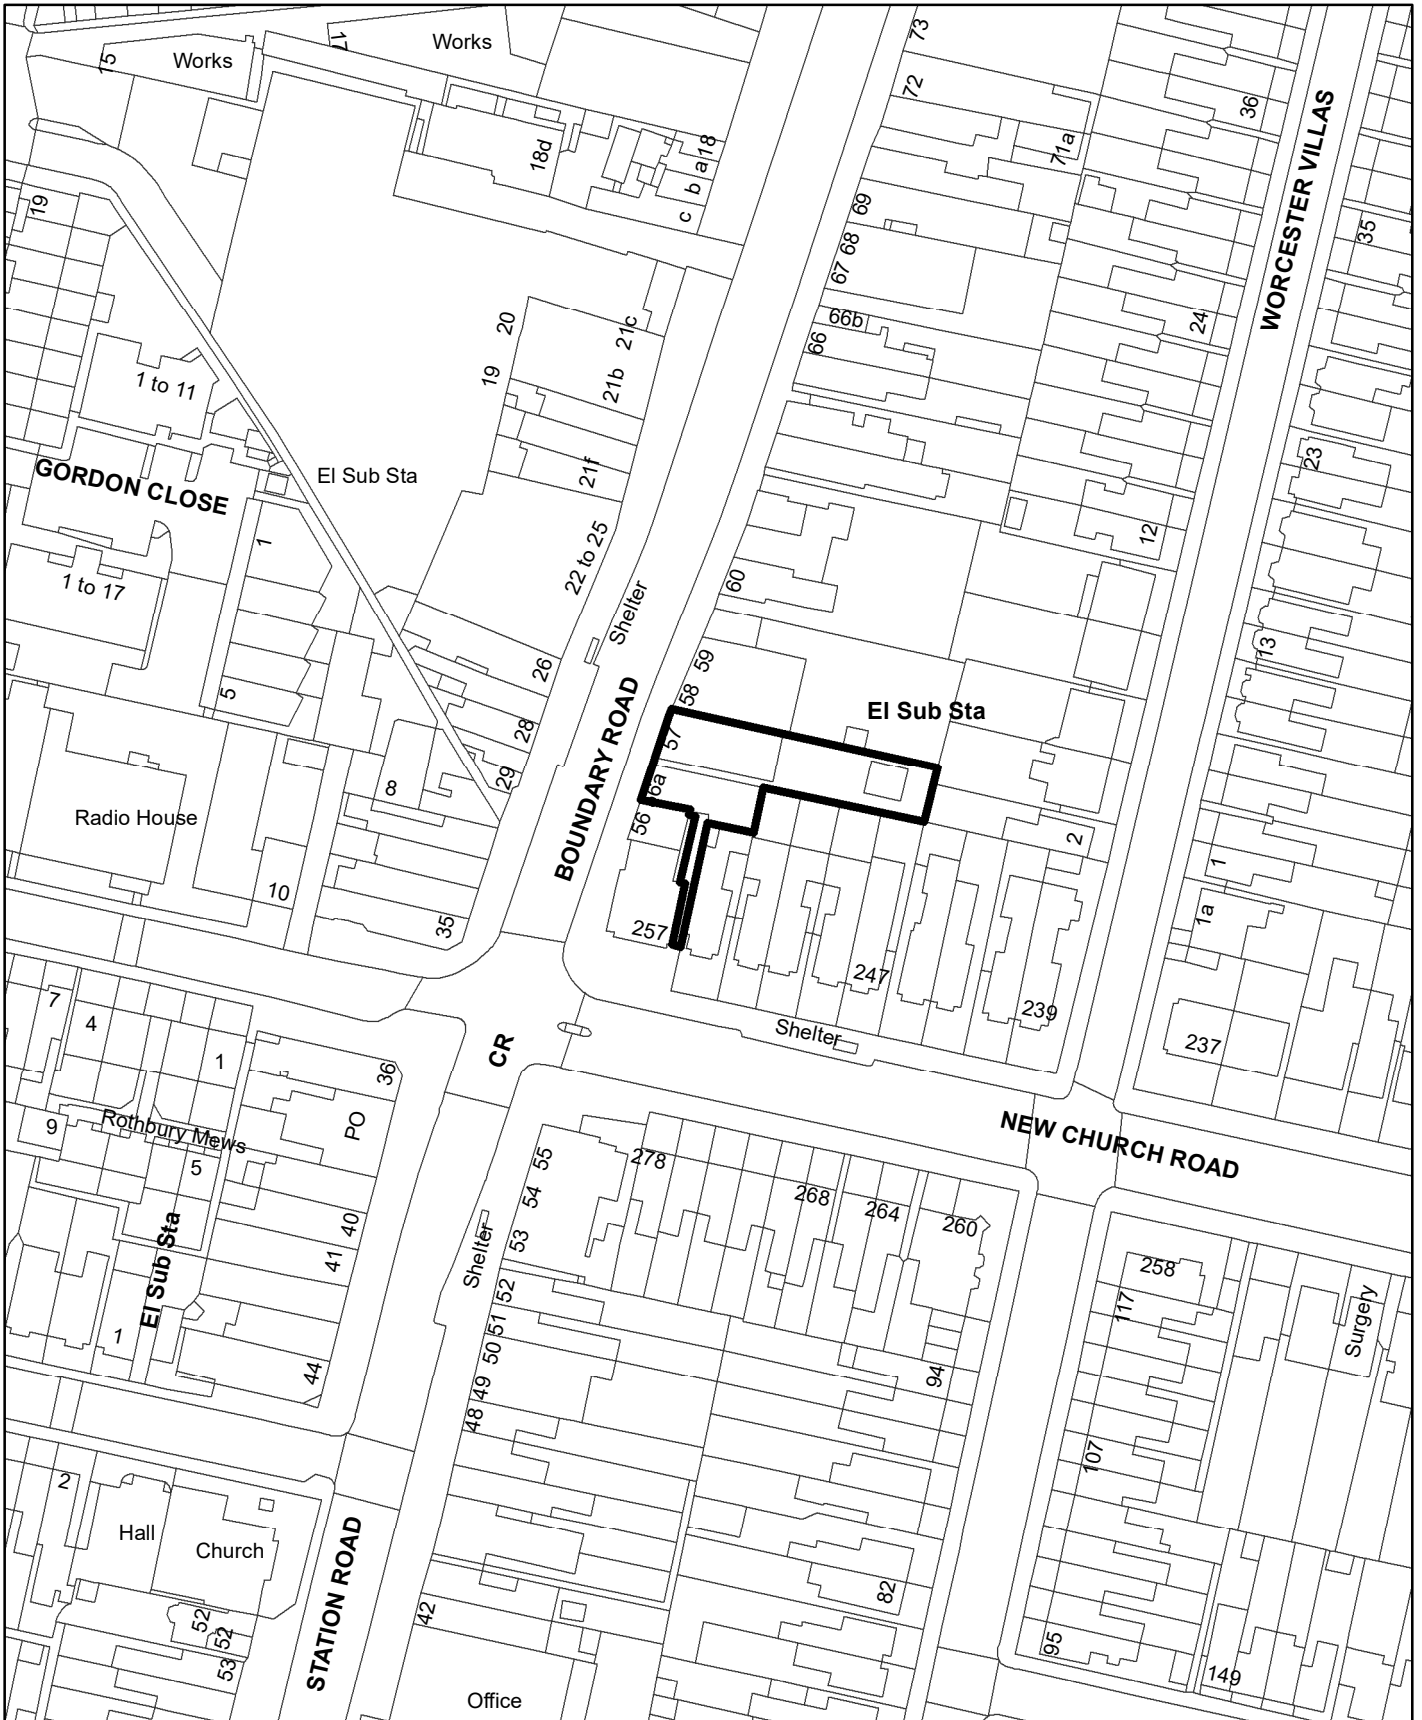 73
Works
17
Works
15
72
36
WORCESTER VILLAS
18
a
b
c
18d
71a
19
69
68
67
35
20
21c
66b
66
24
19
21b
1 to 11
GORDON CLOSE
El Sub Sta
21f
23
1
22 to 25
12
1 to 17
60
Shelter
13
59
26
5
58
El Sub Sta
BOUNDARY ROAD
28
57
29
8
6a
Radio House
56
2
1
10
1a
35
257
247
239
7
4
Shelter
237
1
CR
36
PO
9
Rothbury Mews
NEW CHURCH ROAD
5
55
278
54
268
264
260
40
53
41
El Sub Sta
Shelter
258
52
117
Surgery
1
51
50
44
49
94
48
107
2
Hall
Church
STATION ROAD
82
42
52
52
53
95
149
Office